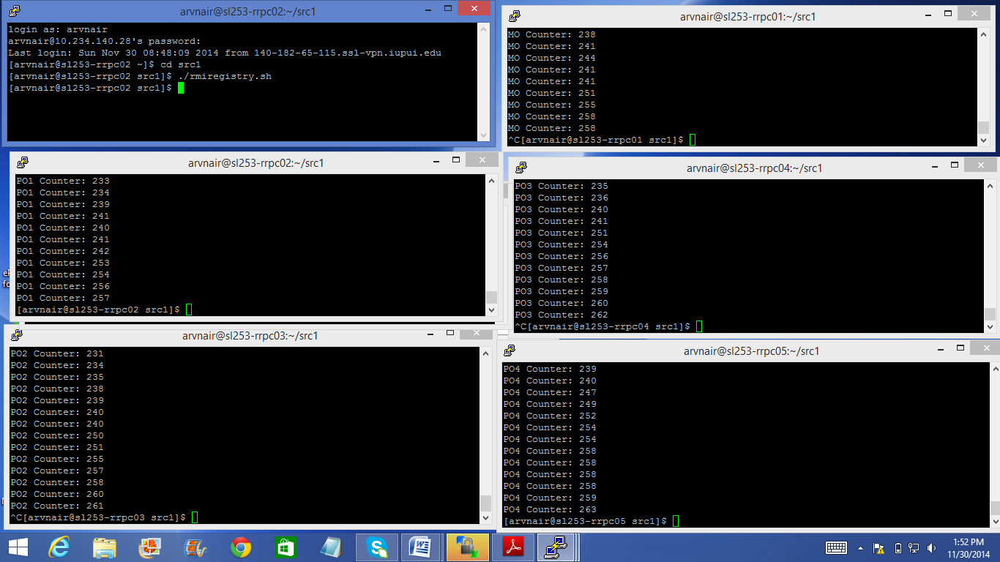 arvnair@sl253-rrpc02:~/src1
login as: arvnair
arvnair@10.234.140.28's password:
Last login: Sun Nov 30 08:48:09 2014 from 140-182-65-115.ssl-vpn.iupui.edu
[arvnair@sl253-rrpc02 ~]$ cd src1
[arvnair@sl253-rrpc02 src1]$ ./rmiregistry.sh
[arvnair@sl253-rrpc02 src1]$
arvnair@sl253-rrpc01:~/src1
MO Counter: 238
MO Counter: 241
MO Counter: 244
MO Counter: 241
MO Counter: 241
MO Counter: 251
MO Counter: 255
MO Counter: 258
MO Counter: 258
^C[arvnair@sl253-rrpc01 src1]$
arvnair@sl253-rrpc02:~/src1
PO1 Counter: 233
PO1 Counter: 234
PO1 Counter: 239
PO1 Counter: 241
PO1 Counter: 240
PO1 Counter: 241
PO1 Counter: 242
PO1 Counter: 253
PO1 Counter: 254
PO1 Counter: 256
PO1 Counter: 257
[arvnair@sl253-rrpc02 src1]$
arvnair@sl253-rrpc04:~/src1
PO3 Counter: 235
PO3 Counter: 236
PO3 Counter: 240
PO3 Counter: 241
PO3 Counter: 251
PO3 Counter: 254
PO3 Counter: 256
PO3 Counter: 257
PO3 Counter: 258
PO3 Counter: 259
PO3 Counter: 260
PO3 Counter: 262
^C[arvnair@sl253-rrpc04 src1]$
arvnair@sl253-rrpc03:~/src1
PO2 Counter: 231
PO2 Counter: 234
PO2 Counter: 235
PO2 Counter: 238
PO2 Counter: 239
PO2 Counter: 240
PO2 Counter: 240
PO2 Counter: 250
PO2 Counter: 251
PO2 Counter: 255
PO2 Counter: 257
PO2 Counter: 258
PO2 Counter: 260
PO2 Counter: 261
^C[arvnair@sl253-rrpc03 src1]$
arvnair@sl253-rrpc05:~/src1
PO4 Counter: 239
PO4 Counter: 240
PO4 Counter: 247
PO4 Counter: 249
PO4 Counter: 252
PO4 Counter: 254
PO4 Counter: 254
PO4 Counter: 258
PO4 Counter: 258
PO4 Counter: 258
PO4 Counter: 258
PO4 Counter: 259
PO4 Counter: 263
[arvnair@sl253-rrpc05 src1]$
1:52 PM
11/30/2014